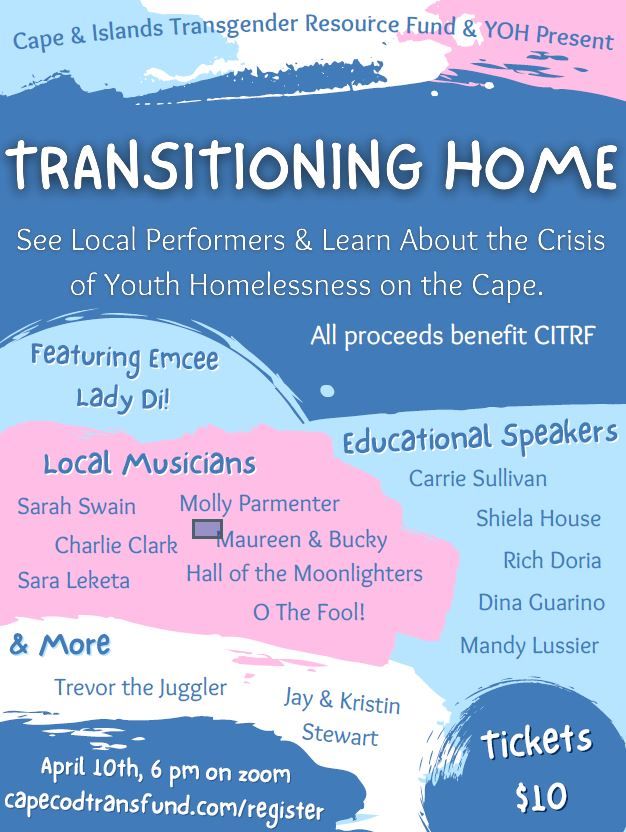 Cape & Islands Transgender Resource Fund & YOH Present
TRANSITIONING HOME
See Local Performers & Learn About the Crisis
of Youth Homelessness on the Cape.
All proceeds benefit CITRF
Featuring Emcee
Lady Di!
Local Musicians
Sarah Swain
Molly Parmenter
Charlie Clark
Maureen & Bucky
Sara Leketa
Hall of the Moonlighters
O The Fool!
Educational Speakers
Carrie Sullivan
Shiela House
Rich Doria
Dina Guarino
Mandy Lussier
& More
Trevor the Juggler
Jay & Kristin
Stewart
April 10th, 6 pm on zoom
capecodtransfund.com/register
Tickets
$10